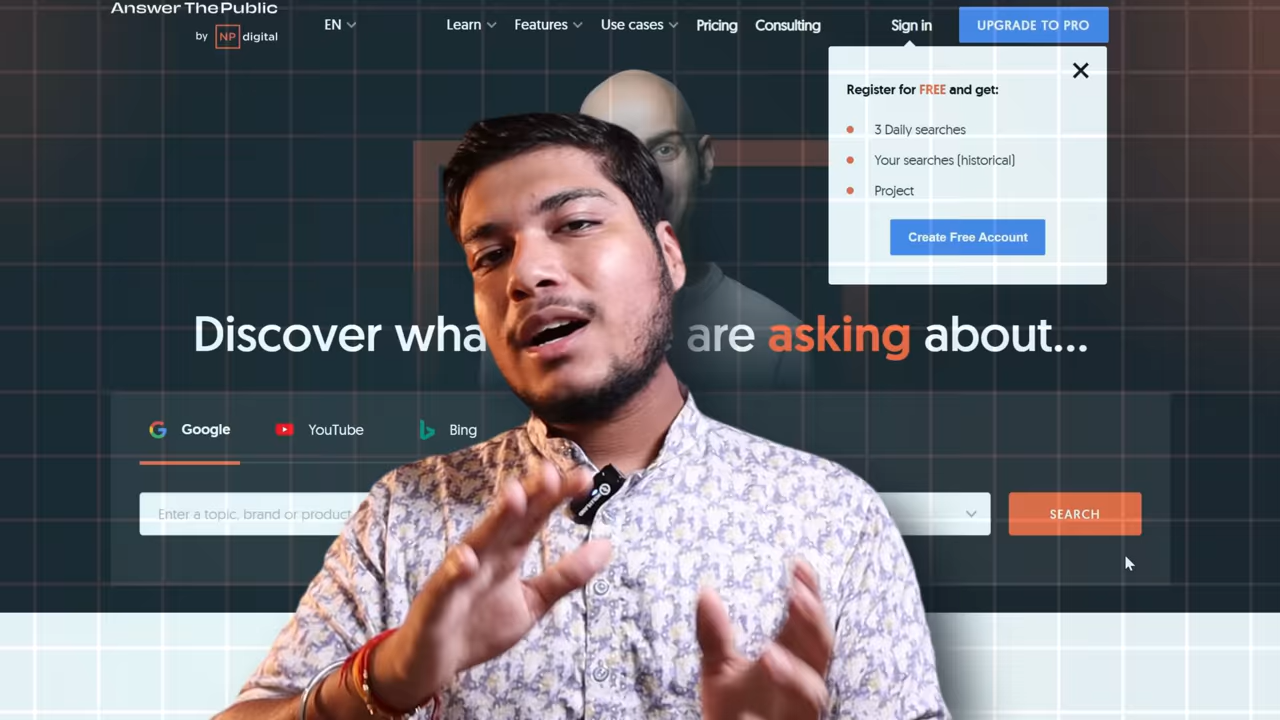 Answer The Public
by NP digital
EN
Learn
Features
Use cases
Pricing
Consulting
Sign in
UPGRADE TO PRO
Register for FREE and get:
3 Daily searches
Your searches (historical)
Project
Create Free Account
Discover wha are asking about...
Google
YouTube
Bing
Enter a topic, brand or product
SEARCH